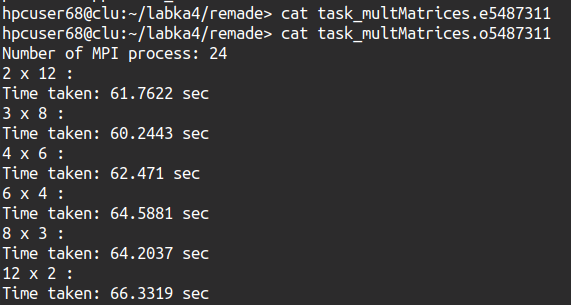 hpcuser68@clu:~/labka4/remade> cat task_multMatrices.e5487311
hpcuser68@clu:~/labka4/remade> cat task_multMatrices.o5487311
Number of MPI process: 24
2 x 12 :
Time taken: 61.7622 sec
3 x 8 :
Time taken: 60.2443 sec
4 x 6 :
Time taken: 62.471 sec
6 x 4 :
Time taken: 64.5881 sec
8 x 3 :
Time taken: 64.2037 sec
12 x 2 :
Time taken: 66.3319 sec